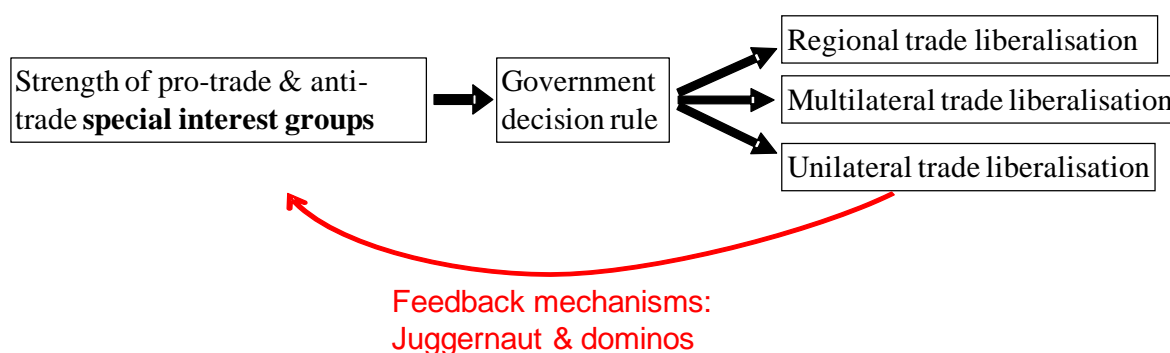 Strength of pro-trade & anti-
trade special interest groups
Government
decision rule
Regional trade liberalisation
Multilateral trade liberalisation
Unilateral trade liberalisation
Feedback mechanisms:
Juggernaut & dominos